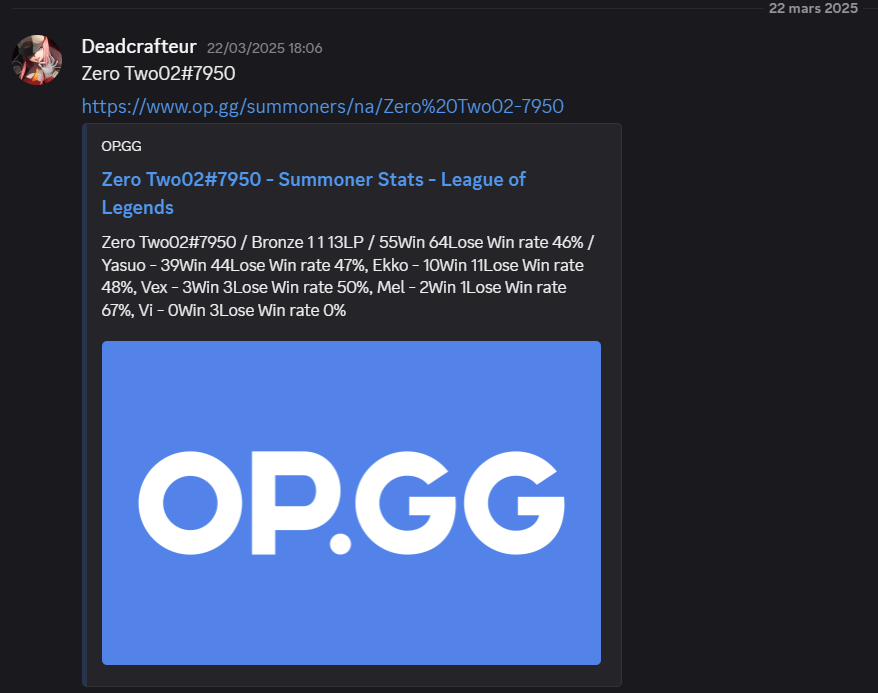 22 mars 2025
Deadcrafteur 22/03/2025 18:06
Zero Two02#7950
https://www.op.gg/summoners/na/Zero%20Two02-7950
OP.GG
Zero Two02#7950 - Summoner Stats - League of
Legends
Zero Two02#7950 / Bronze 1 1 13LP / 55Win 64Lose Win rate 46% /
Yasuo - 39Win 44Lose Win rate 47%, Ekko - 10Win 11Lose Win rate
48%, Vex - 3Win 3Lose Win rate 50%, Mel - 2Win 1Lose Win rate
67%, Vi - 0Win 3Lose Win rate 0%
OP.GG